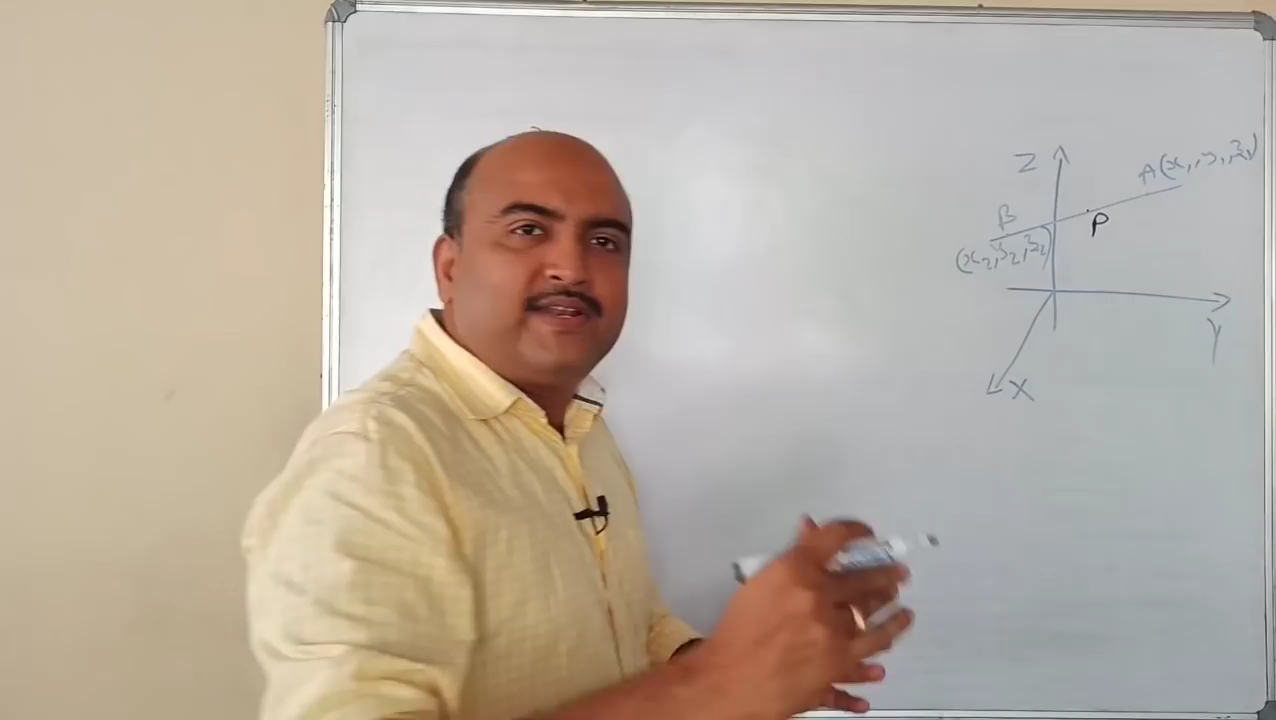 Z
A(x₁, y₁, z₁)
B
P
(x₂, y₂, z₂)
Y
X